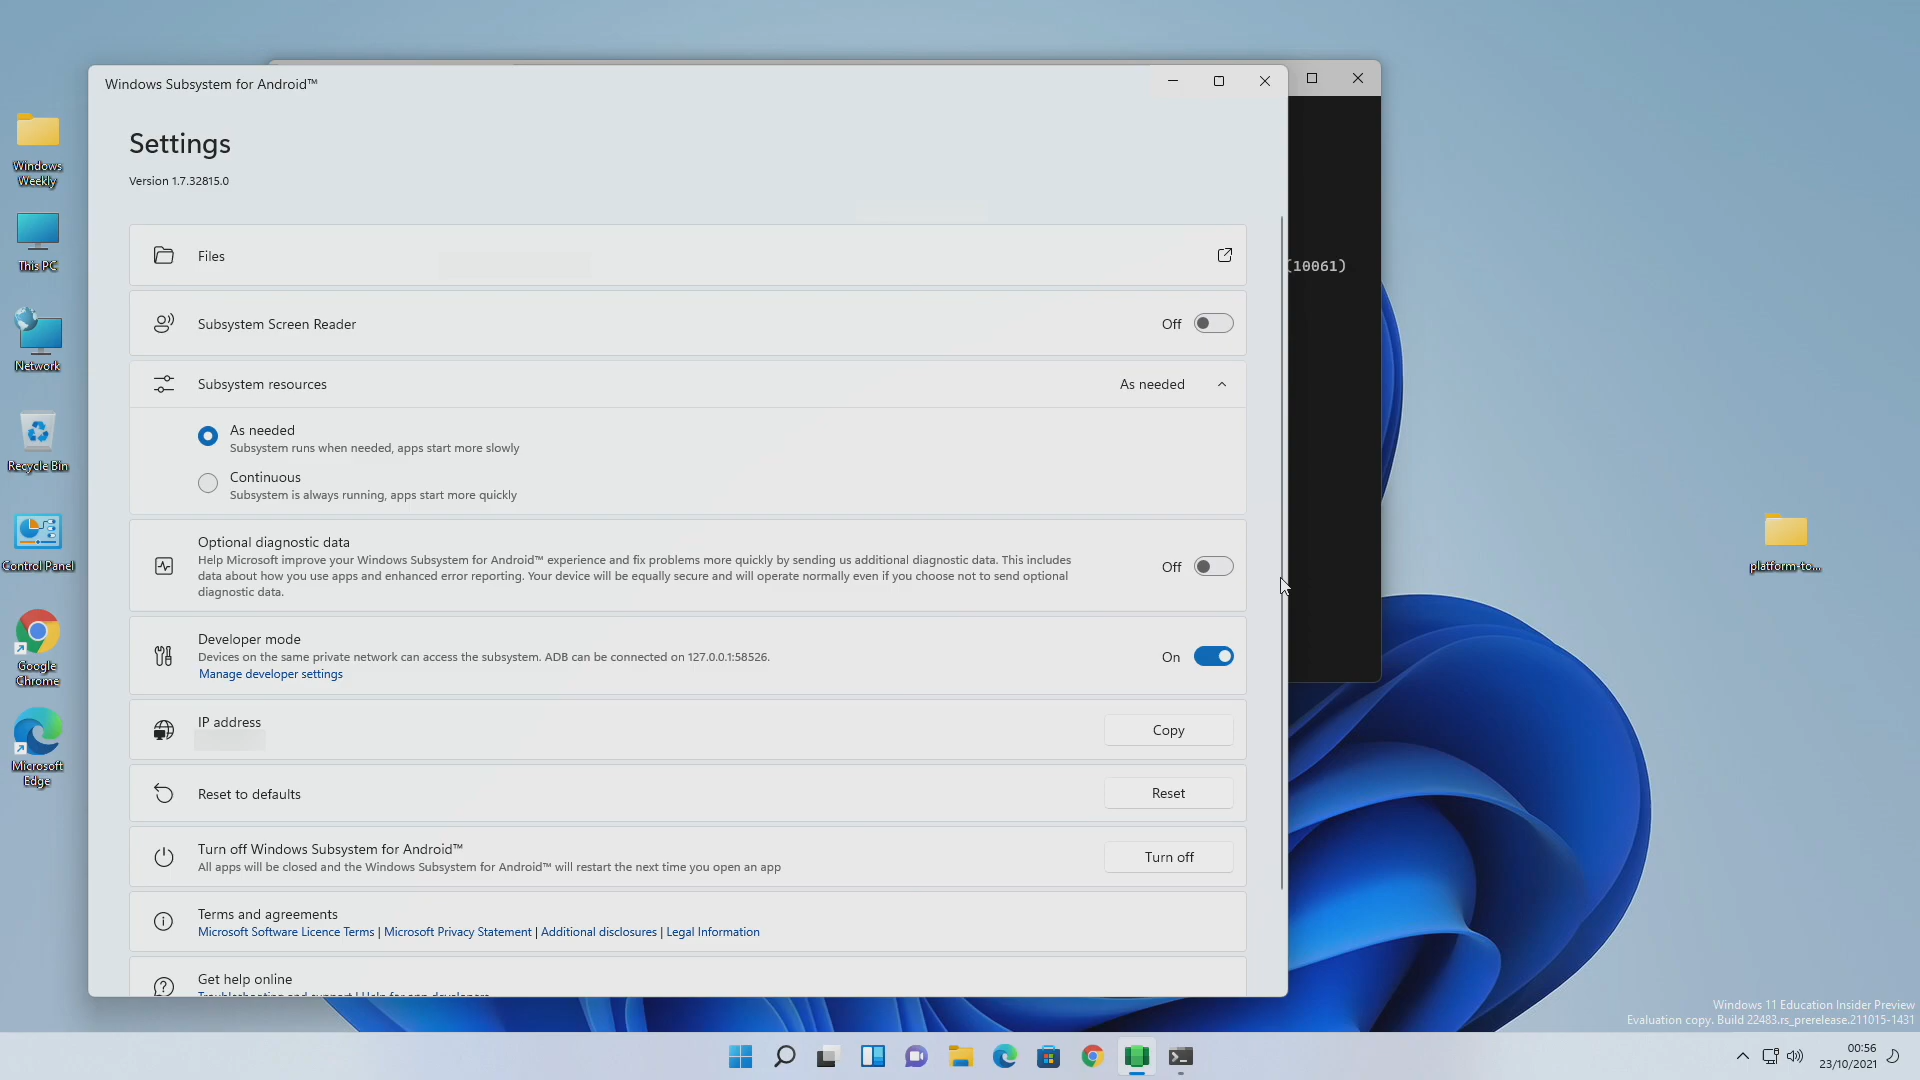 Windows Subsystem for Android™
Settings
Version 1.7.32815.0
Files
Subsystem Screen Reader
Off
Subsystem resources
As needed
As needed
Subsystem runs when needed, apps start more slowly
Continuous
Subsystem is always running, apps start more quickly
Optional diagnostic data
Help Microsoft improve your Windows Subsystem for Android™ experience and fix problems more quickly by sending us additional diagnostic data. This includes
data about how you use apps and enhanced error reporting. Your device will be equally secure and will operate normally even if you choose not to send optional
diagnostic data.
Off
Developer mode
Devices on the same private network can access the subsystem. ADB can be connected on 127.0.0.1:58526.
Manage developer settings
On
IP address
Copy
Reset to defaults
Reset
Turn off Windows Subsystem for Android™
All apps will be closed and the Windows Subsystem for Android™ will restart the next time you open an app
Turn off
Terms and agreements
Microsoft Software Licence Terms | Microsoft Privacy Statement | Additional disclosures | Legal Information
Get help online
Troubleshooting and support | Help for app developers
(10061)
Windows
Weekly
This PC
Network
Recycle Bin
Control Panel
Google
Chrome
Microsoft
Edge
platform-to...
Windows 11 Education Insider Preview
Evaluation copy. Build 22483.rs_prerelease.211015-1431
00:56
23/10/2021